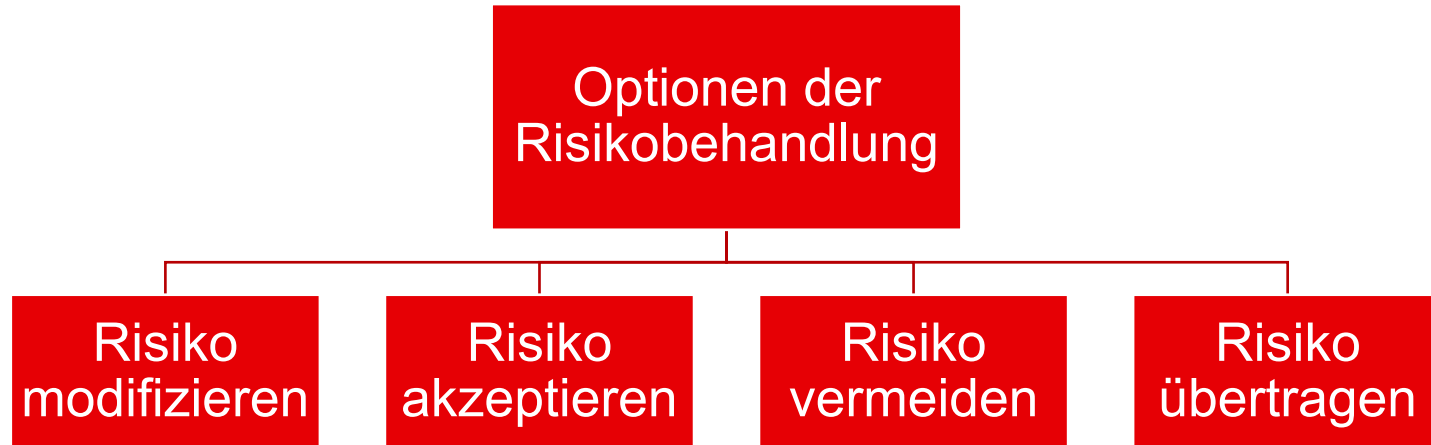 Optionen der
Risikobehandlung
Risiko
modifizieren
Risiko
akzeptieren
Risiko
vermeiden
Risiko
übertragen